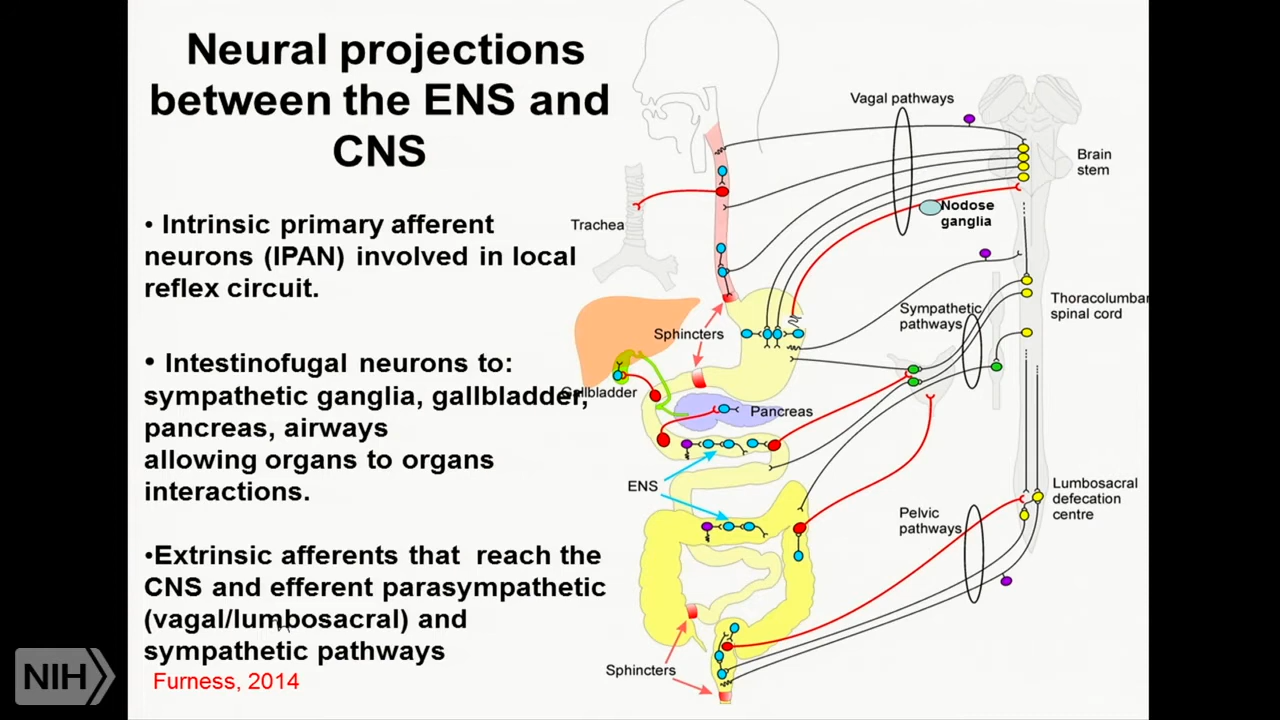 Neural projections
between the ENS and
CNS
• Intrinsic primary afferent
neurons (IPAN) involved in local
reflex circuit.
• Intestinofugal neurons to:
sympathetic ganglia, gallbladder,
pancreas, airways
allowing organs to organs
interactions.
•Extrinsic afferents that reach the
CNS and efferent parasympathetic
(vagal/lumbosacral) and
sympathetic pathways
Furness, 2014
NIH
Vagal pathways
Brain
stem
Nodose
ganglia
Trachea
Thoracolumbar
spinal cord
Sympathetic
pathways
Sphincters
Gallbladder
Pancreas
ENS
Lumbosacral
defecation
centre
Pelvic
pathways
Sphincters